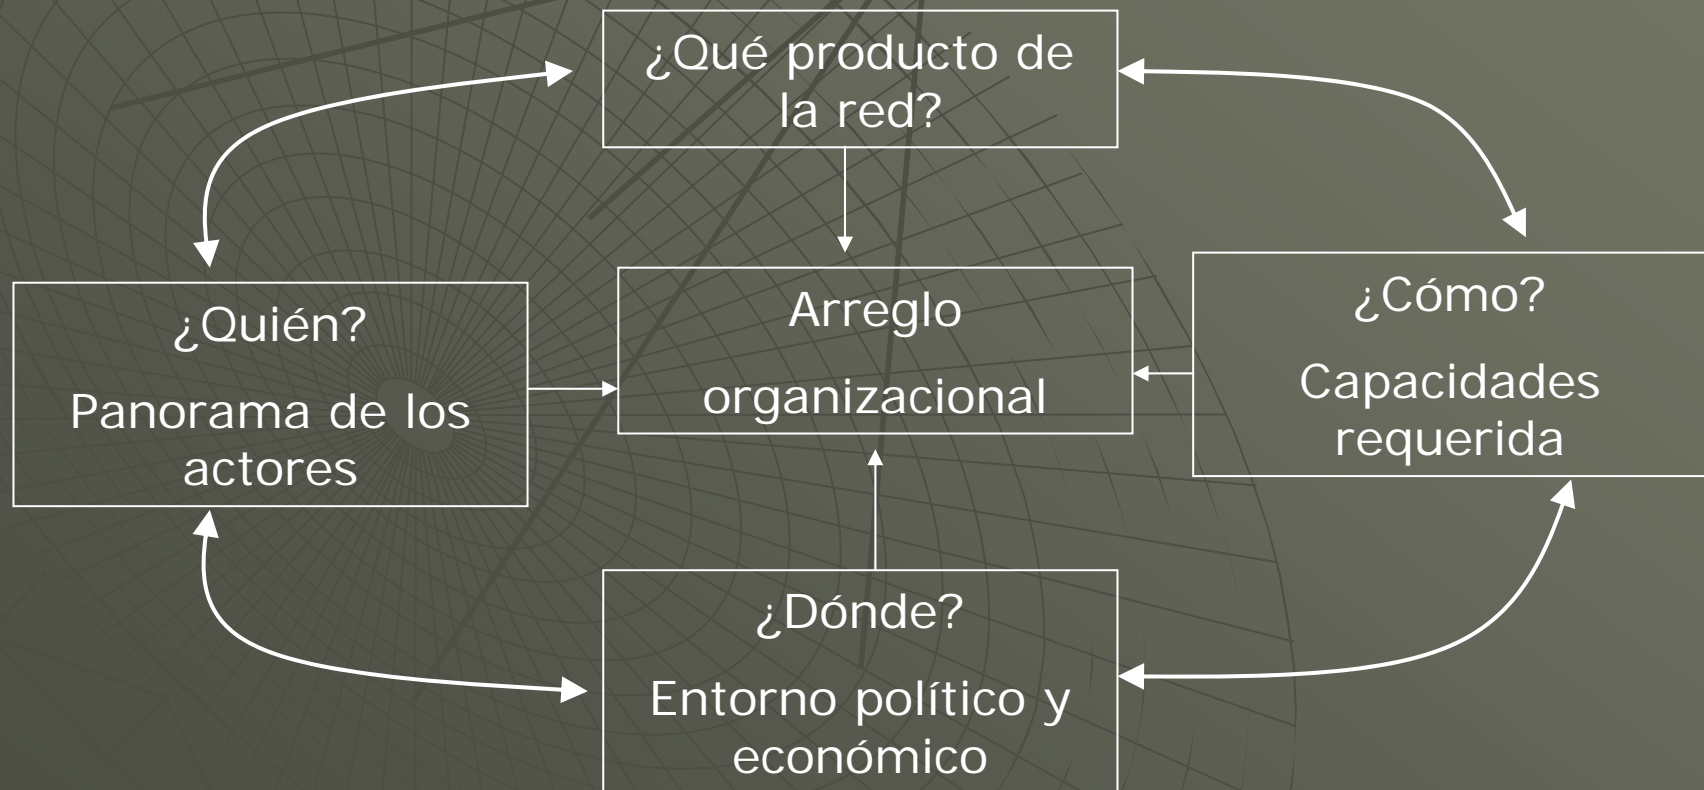 ¿Qué producto de
la red?
¿Quién?
Panorama de los
actores
Arreglo
organizacional
¿Cómo?
Capacidades
requerida
¿Dónde?
Entorno político y
económico